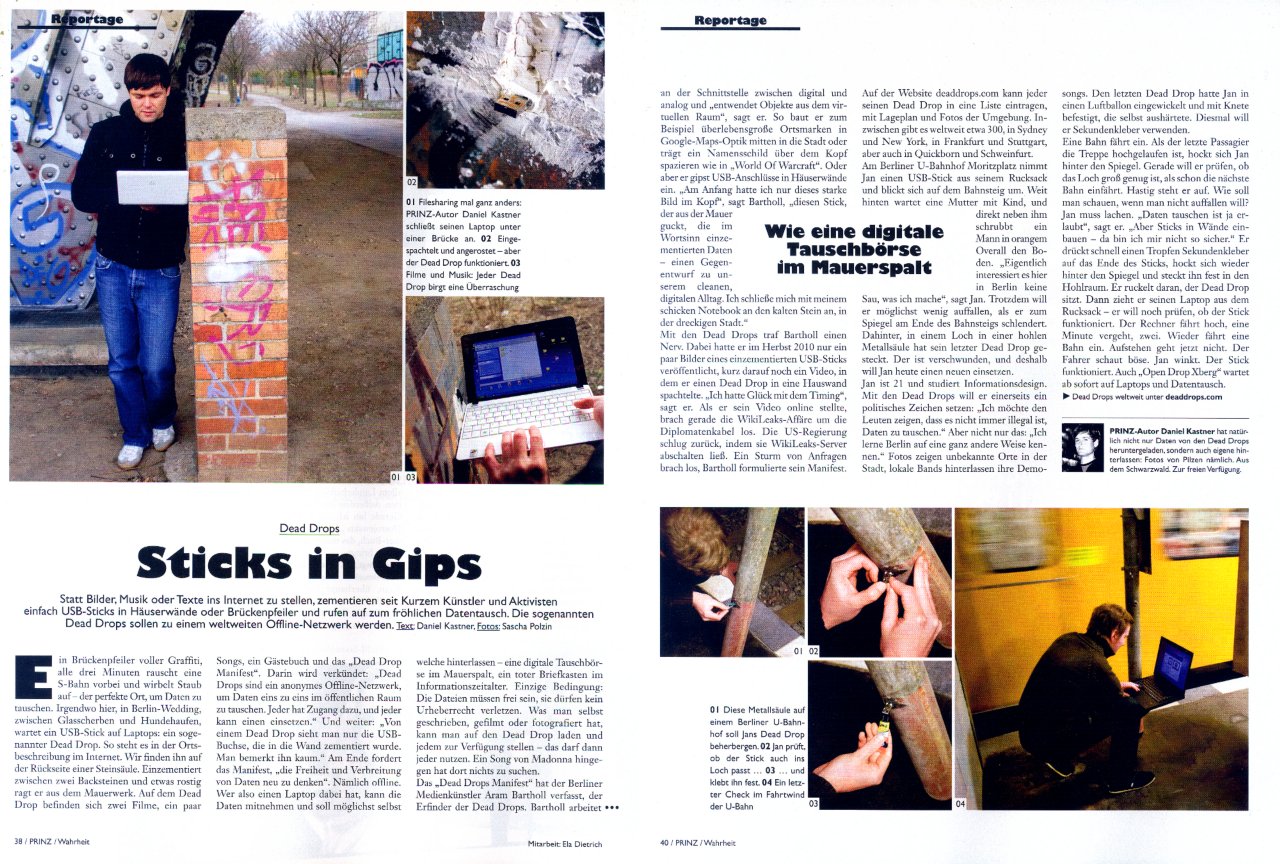 Reportage
02
01 Filesharing mal ganz anders:
PRINZ-Autor Daniel Kastner
schließt seinen Laptop unter
einer Brücke an. 02 Einge-
spachtelt und angerostet – aber
der Dead Drop funktioniert. 03
Filme und Musik: Jeder Dead
Drop birgt eine Überraschung
01 03
Dead Drops
Sticks in Gips
Statt Bilder, Musik oder Texte ins Internet zu stellen, zementieren seit Kurzem Künstler und Aktivisten
einfach USB-Sticks in Häuserwände oder Brückenpfeiler und rufen auf zum fröhlichen Datentausch. Die sogenannten
Dead Drops sollen zu einem weltweiten Offline-Netzwerk werden. Text: Daniel Kastner, Fotos: Sascha Polzin
Ein Brückenpfeiler voller Graffiti,
alle drei Minuten rauscht eine
S-Bahn vorbei und wirbelt Staub
auf – der perfekte Ort, um Daten zu
tauschen. Irgendwo hier, in Berlin-Wedding,
zwischen Glasscherben und Hundehaufen,
wartet ein USB-Stick auf Laptops: ein soge-
nannter Dead Drop. So steht es in der Orts-
beschreibung im Internet. Wir finden ihn auf
der Rückseite einer Steinsäule. Einzementiert
zwischen zwei Backsteinen und etwas rostig
ragt er aus dem Mauerwerk. Auf dem Dead
Drop befinden sich zwei Filme, ein paar
Songs, ein Gästebuch und das „Dead Drop
Manifest“. Darin wird verkündet: „Dead
Drops sind ein anonymes Offline-Netzwerk,
um Daten eins zu eins im öffentlichen Raum
zu tauschen. Jeder hat Zugang dazu, und jeder
kann einen einsetzen.“ Und weiter: „Von
einem Dead Drop sieht man nur die USB-
Buchse, die in die Wand zementiert wurde.
Man bemerkt ihn kaum.“ Am Ende fordert
das Manifest, „die Freiheit und Verbreitung
von Daten neu zu denken“. Nämlich offline.
Wer also einen Laptop dabei hat, kann die
Daten mitnehmen und soll möglichst selbst
welche hinterlassen – eine digitale Tauschbör-
se im Mauerspalt, ein toter Briefkasten im
Informationszeitalter. Einzige Bedingung:
Die Dateien müssen frei sein, sie dürfen kein
Urheberrecht verletzen. Was man selbst
geschrieben, gefilmt oder fotografiert hat,
kann man auf den Dead Drop laden und
jedem zur Verfügung stellen – das darf dann
jeder nutzen. Ein Song von Madonna hinge-
gen hat dort nichts zu suchen.
Das „Dead Drops Manifest“ hat der Berliner
Medienkünstler Aram Bartholl verfasst, der
Erfinder der Dead Drops. Bartholl arbeitet •••
38 / PRINZ / Wahrheit
Mitarbeit: Ela Dietrich
Reportage
an der Schnittstelle zwischen digital und
analog und „entwendet Objekte aus dem vir-
tuellen Raum“, sagt er. So baut er zum
Beispiel überlebensgroße Ortsmarken in
Google-Maps-Optik mitten in die Stadt oder
trägt ein Namensschild über dem Kopf
spazieren wie in „World Of Warcraft“. Oder
aber er gipst USB-Anschlüsse in Häuserwände
ein. „Am Anfang hatte ich nur dieses starke
Bild im Kopf“, sagt Bartholl, „diesen Stick,
der aus der Mauer
guckt, die im
Wortsinn einze-
mentierten Daten
– einen Gegen-
entwurf zu un-
serem cleanen,
digitalen Alltag. Ich schließe mich mit meinem
schicken Notebook an den kalten Stein an, in
der dreckigen Stadt.“
Mit den Dead Drops traf Bartholl einen
Nerv. Dabei hatte er im Herbst 2010 nur ein
paar Bilder eines einzementierten USB-Sticks
veröffentlicht, kurz darauf noch ein Video, in
dem er einen Dead Drop in eine Hauswand
spachtelte. „Ich hatte Glück mit dem Timing“,
sagt er. Als er sein Video online stellte,
brach gerade die WikiLeaks-Affäre um die
Diplomatenkabel los. Die US-Regierung
schlug zurück, indem sie WikiLeaks-Server
abschalten ließ. Ein Sturm von Anfragen
brach los, Bartholl formulierte sein Manifest.
Auf der Website deaddrops.com kann jeder
seinen Dead Drop in eine Liste eintragen,
mit Lageplan und Fotos der Umgebung. In-
zwischen gibt es weltweit etwa 300, in Sydney
und New York, in Frankfurt und Stuttgart,
aber auch in Quickborn und Schweinfurt.
Am Berliner U-Bahnhof Moritzplatz nimmt
Jan einen USB-Stick aus seinem Rucksack
und blickt sich auf dem Bahnsteig um. Weit
hinten wartet eine Mutter mit Kind, und
direkt neben ihm
schrubbt ein
Mann in orangem
Overall den Bo-
den. „Eigentlich
interessiert es hier
in Berlin keine
Wie eine digitale
Tauschbörse
im Mauerspalt
Sau, was ich mache“, sagt Jan. Trotzdem will
er möglichst wenig auffallen, als er zum
Spiegel am Ende des Bahnsteigs schlendert.
Dahinter, in einem Loch in einer hohlen
Metallsäule hat sein letzter Dead Drop ge-
steckt. Der ist verschwunden, und deshalb
will Jan heute einen neuen einsetzen.
Jan ist 21 und studiert Informationsdesign.
Mit den Dead Drops will er einerseits ein
politisches Zeichen setzen: „Ich möchte den
Leuten zeigen, dass es nicht immer illegal ist,
Daten zu tauschen.“ Aber nicht nur das: „Ich
lerne Berlin auf eine ganz andere Weise ken-
nen.“ Fotos zeigen unbekannte Orte in der
Stadt, lokale Bands hinterlassen ihre Demo-
songs. Den letzten Dead Drop hatte Jan in
einen Luftballon eingewickelt und mit Knete
befestigt, die selbst aushärtete. Diesmal will
er Sekundenkleber verwenden.
Eine Bahn fährt ein. Als der letzte Passagier
die Treppe hochgelaufen ist, hockt sich Jan
hinter den Spiegel. Gerade will er prüfen, ob
das Loch groß genug ist, als schon die nächste
Bahn einfährt. Hastig steht er auf. Wie soll
man schauen, wenn man nicht auffallen will?
Jan muss lachen. „Daten tauschen ist ja er-
laubt“, sagt er. „Aber Sticks in Wände ein-
bauen – da bin ich mir nicht so sicher.“ Er
drückt schnell einen Tropfen Sekundenkleber
auf das Ende des Sticks, hockt sich wieder
hinter den Spiegel und steckt ihn fest in den
Hohlraum. Er ruckelt daran, der Dead Drop
sitzt. Dann zieht er seinen Laptop aus dem
Rucksack – er will noch prüfen, ob der Stick
funktioniert. Der Rechner fährt hoch, eine
Minute vergeht, zwei. Wieder fährt eine
Bahn ein. Aufstehen geht jetzt nicht. Der
Fahrer schaut böse. Jan winkt. Der Stick
funktioniert. Auch „Open Drop Xberg“ wartet
ab sofort auf Laptops und Datentausch.
▶ Dead Drops weltweit unter deaddrops.com
PRINZ-Autor Daniel Kastner hat natür-
lich nicht nur Daten von den Dead Drops
heruntergeladen, sondern auch eigene hin-
terlassen: Fotos von Pilzen nämlich. Aus
dem Schwarzwald. Zur freien Verfügung.
01 02
01 Diese Metallsäule auf
einem Berliner U-Bahn-
hof soll Jans Dead Drop
beherbergen. 02 Jan prüft,
ob der Stick auch ins
Loch passt ... 03 ... und
klebt ihn fest. 04 Ein letz-
ter Check im Fahrtwind
der U-Bahn
03
04
40 / PRINZ / Wahrheit